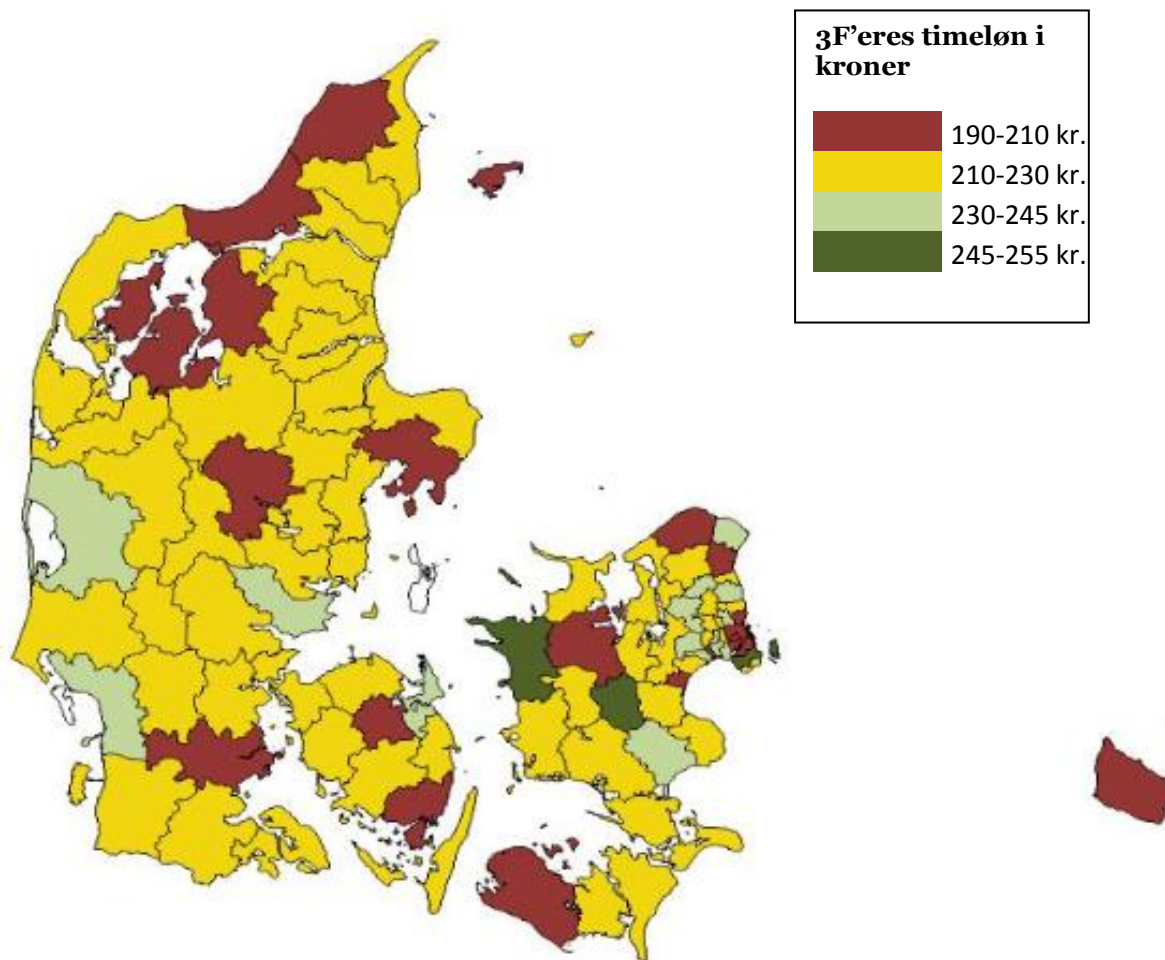 3F’eres timeløn i
kroner
190-210 kr.
210-230 kr.
230-245 kr.
245-255 kr.